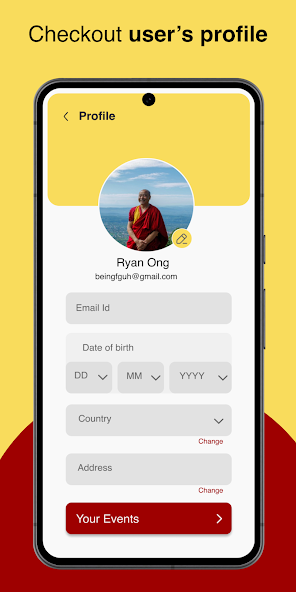 Checkout user's profile
Profile
Ryan Ong
beingfguh@gmail.com
Email Id
Date of birth
DD MM YYYY
Country
Change
Address
Change
Your Events